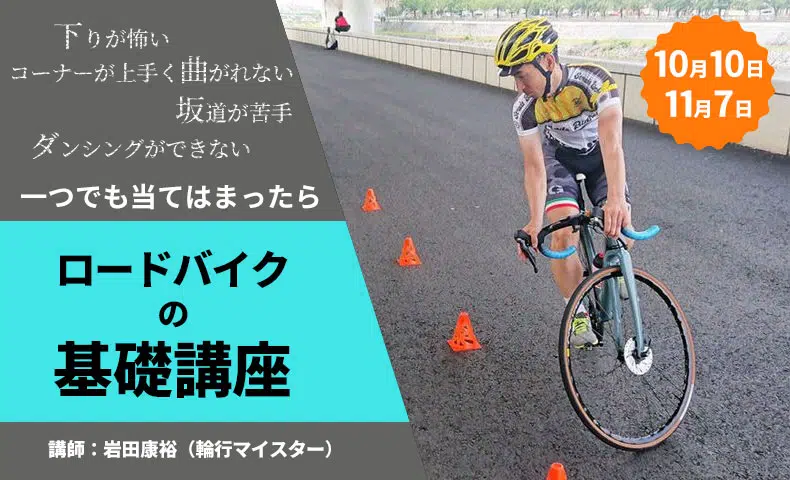 下りが怖い
コーナーが上手く曲がれない
坂道が苦手
ダンシングができない
一つでも当てはまったら
ロードバイク
の
基礎講座
講師：岩田康裕（輪行マイスター）
10月10日
11月7日